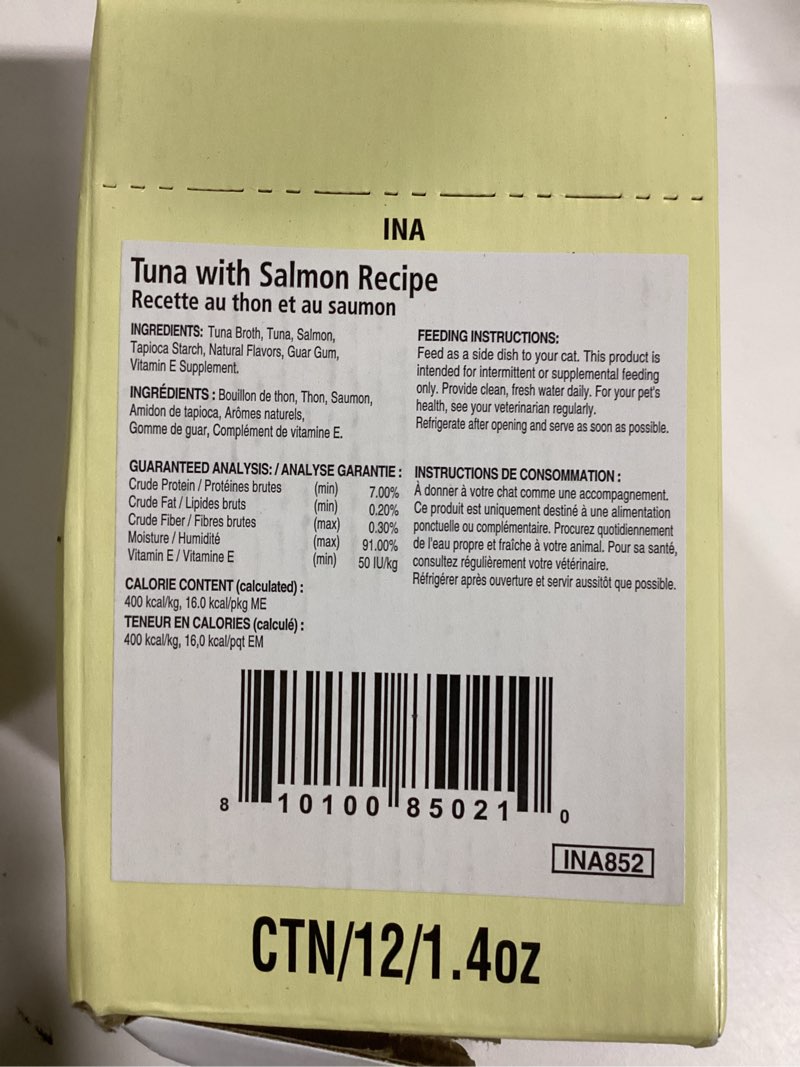 INA
Tuna with Salmon Recipe
Recette au thon et au saumon
INGREDIENTS: Tuna Broth, Tuna, Salmon,
Tapioca Starch, Natural Flavors, Guar Gum,
Vitamin E Supplement.
INGRÉDIENTS : Bouillon de thon, Thon, Saumon,
Amidon de tapioca, Arômes naturels,
Gomme de guar, Complément de vitamine E.
GUARANTEED ANALYSIS: / ANALYSE GARANTIE :
Crude Protein / Protéines brutes (min) 7.00%
Crude Fat / Lipides bruts (min) 0.20%
Crude Fiber / Fibres brutes (max) 0.30%
Moisture / Humidité (max) 91.00%
Vitamin E / Vitamine E (min) 50 IU/kg
CALORIE CONTENT (calculated) :
400 kcal/kg, 16.0 kcal/pkg ME
TENEUR EN CALORIES (calculé) :
400 kcal/kg, 16,0 kcal/pqt EM
FEEDING INSTRUCTIONS:
Feed as a side dish to your cat. This product is
intended for intermittent or supplemental feeding
only. Provide clean, fresh water daily. For your pet's
health, see your veterinarian regularly.
Refrigerate after opening and serve as soon as possible.
INSTRUCTIONS DE CONSOMMATION :
À donner à votre chat comme une accompagnement.
Ce produit est uniquement destiné à une alimentation
ponctuelle ou complémentaire. Procurez quotidiennement
de l'eau propre et fraîche à votre animal. Pour sa santé,
consultez régulièrement votre vétérinaire.
Réfrigérer après ouverture et servir aussitôt que possible.
8 10100 85021 0
INA852
CTN/12/1.4oz